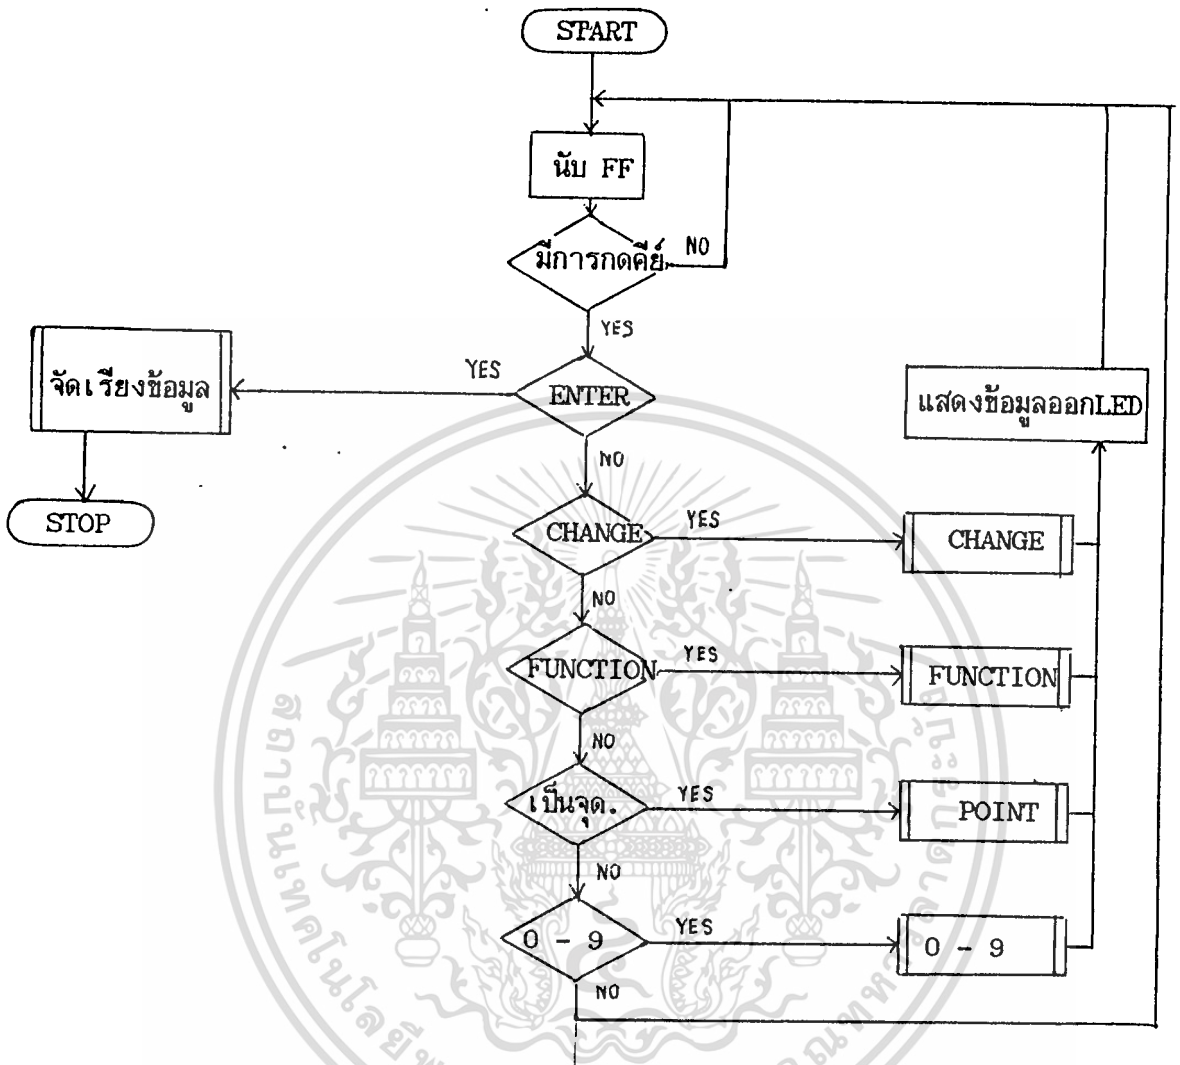 START
นับ FF
มีการกดคีย์
NO
YES
จัดเรียงข้อมูล
YES
ENTER
แสดงข้อมูลออกLED
NO
STOP
CHANGE
YES
CHANGE
NO
FUNCTION
YES
FUNCTION
NO
เป็นจุด.
YES
POINT
NO
0 - 9
YES
0 - 9
NO